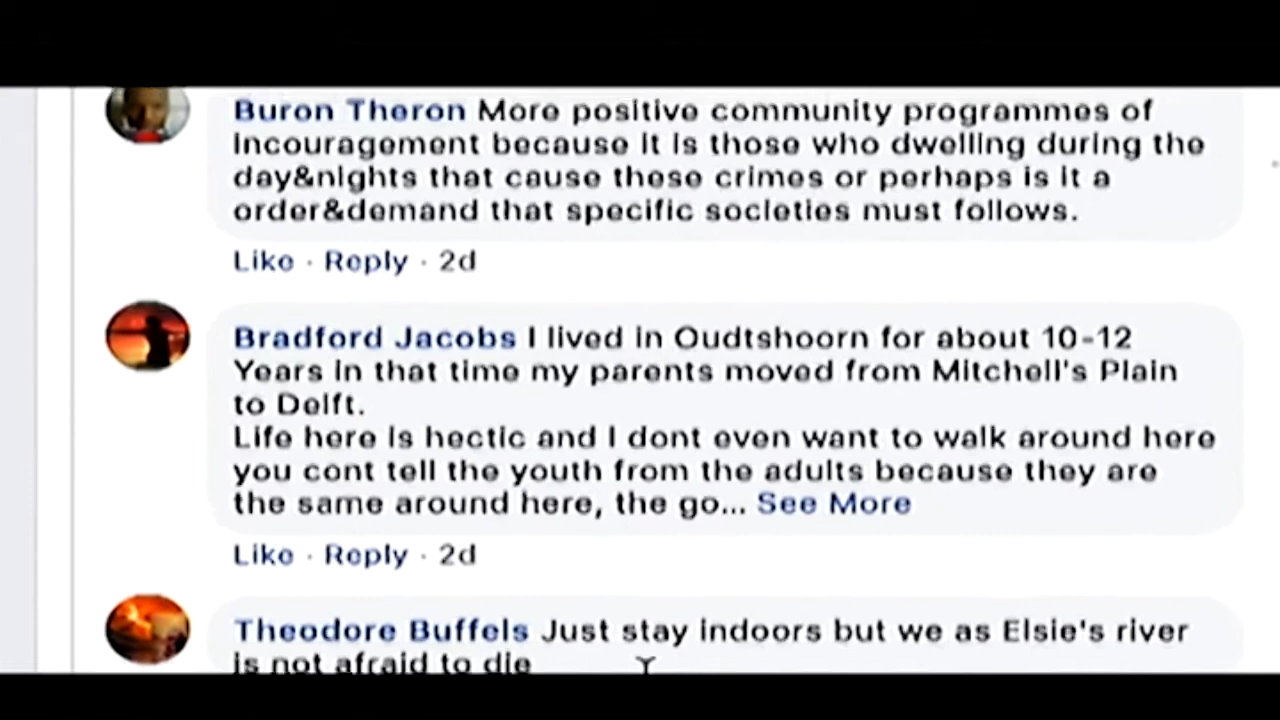 Buron Theron More positive community programmes of
incouragement because it is those who dwelling during the
day&nights that cause these crimes or perhaps is it a
order&demand that specific societies must follows.
Like · Reply · 2d
Bradford Jacobs I lived in Oudtshoorn for about 10-12
Years in that time my parents moved from Mitchell's Plain
to Delft.
Life here is hectic and I dont even want to walk around here
you cont tell the youth from the adults because they are
the same around here, the go... See More
Like · Reply · 2d
Theodore Buffels Just stay indoors but we as Elsie's river
is not afraid to die